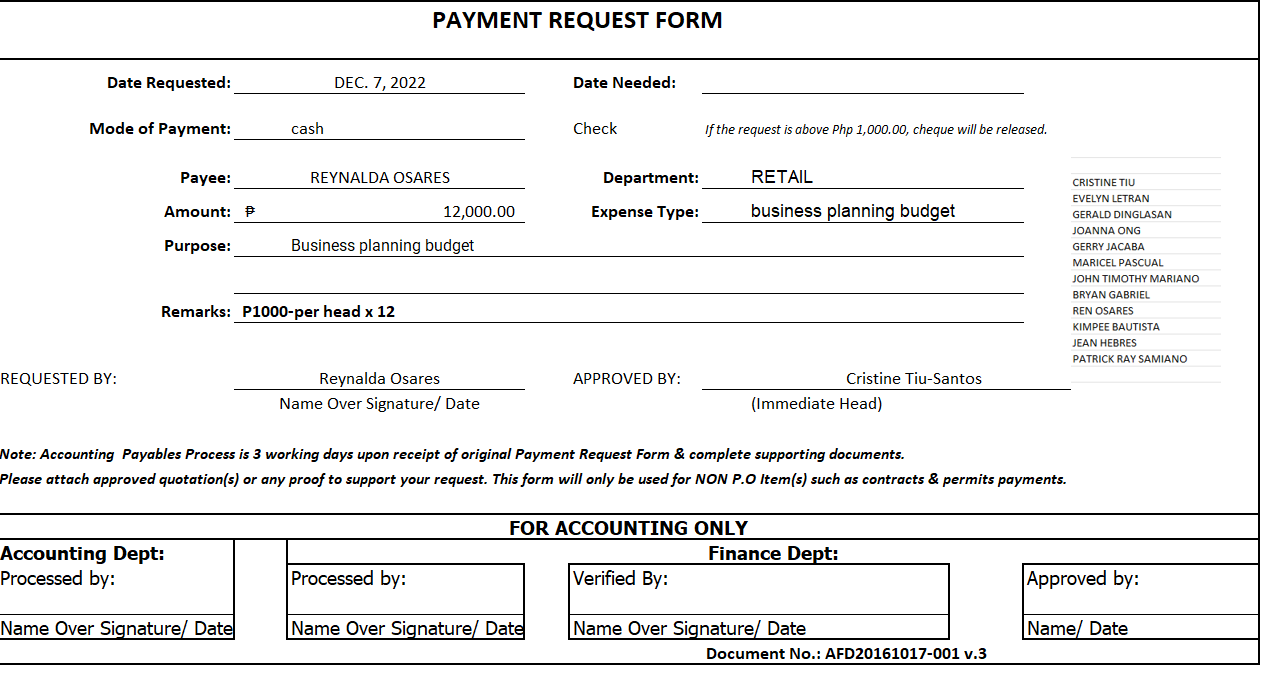 PAYMENT REQUEST FORM
Date Requested: DEC. 7, 2022 Date Needed:
Mode of Payment: cash Check If the request is above Php 1,000.00, cheque will be released.
Payee: REYNALDA OSARES Department: RETAIL
Amount: ₱ 12,000.00 Expense Type: business planning budget
Purpose: Business planning budget
Remarks: P1000-per head x 12
CRISTINE TIU
EVELYN LETRAN
GERALD DINGLASAN
JOANNA ONG
GERRY JACABA
MARICEL PASCUAL
JOHN TIMOTHY MARIANO
BRYAN GABRIEL
REN OSARES
KIMPEE BAUTISTA
JEAN HEBRES
PATRICK RAY SAMIANO
REQUESTED BY: Reynalda Osares APPROVED BY: Cristine Tiu-Santos
Name Over Signature/ Date (Immediate Head)
Note: Accounting Payables Process is 3 working days upon receipt of original Payment Request Form & complete supporting documents.
Please attach approved quotation(s) or any proof to support your request. This form will only be used for NON P.O Item(s) such as contracts & permits payments.
FOR ACCOUNTING ONLY
Accounting Dept: Finance Dept:
Processed by: Processed by: Verified By: Approved by:
Name Over Signature/ Date Name Over Signature/ Date Name Over Signature/ Date Name/ Date
Document No.: AFD20161017-001 v.3